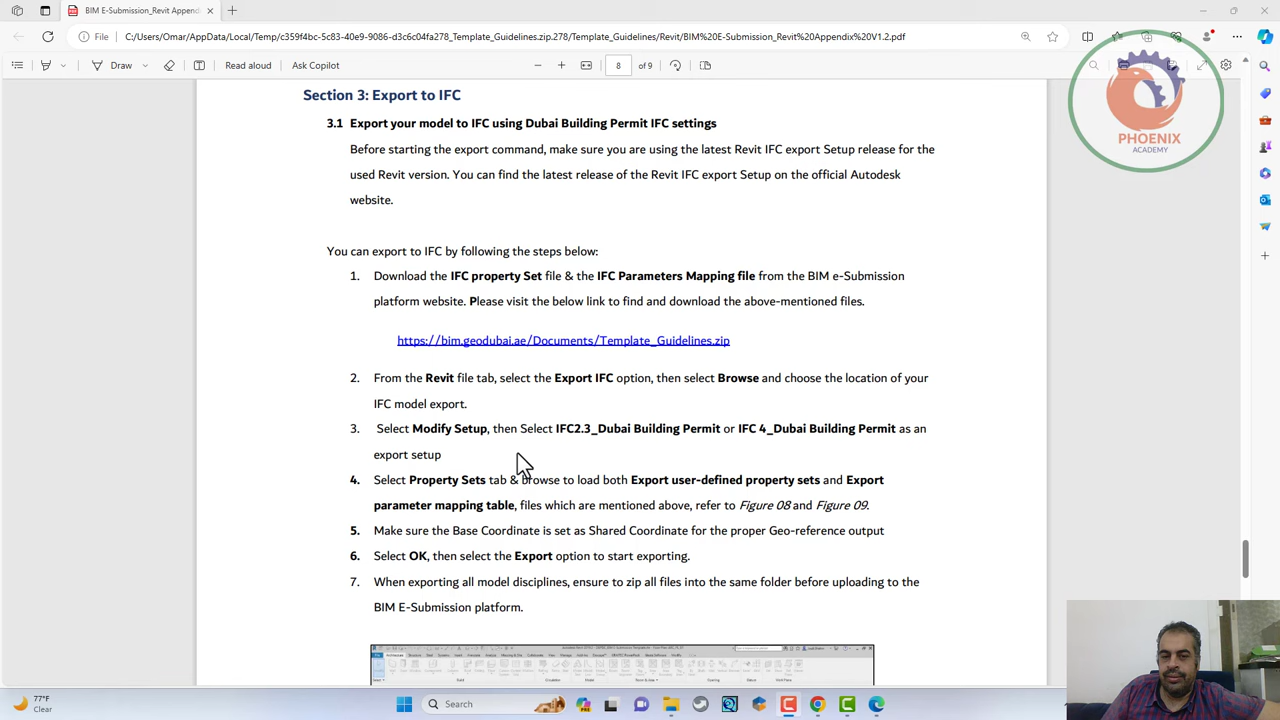 BIM E-Submission_Revit Append
File
C:/Users/Omar/AppData/Local/Temp/c359f4bc-5c83-40e9-9086-d3c6c04fa278_Template_Guidelines.zip.278/Template_Guidelines/Revit/BIM%20E-Submission_Revit%20Appendix%20V1.2.pdf
Draw
Read aloud
Ask Copilot
8 of 9
PHOENIX
ACADEMY
Section 3: Export to IFC
3.1 Export your model to IFC using Dubai Building Permit IFC settings
Before starting the export command, make sure you are using the latest Revit IFC export Setup release for the
used Revit version. You can find the latest release of the Revit IFC export Setup on the official Autodesk
website.
You can export to IFC by following the steps below:
1. Download the IFC property Set file & the IFC Parameters Mapping file from the BIM e-Submission
platform website. Please visit the below link to find and download the above-mentioned files.
https://bim.geodubai.ae/Documents/Template_Guidelines.zip
2. From the Revit file tab, select the Export IFC option, then select Browse and choose the location of your
IFC model export.
3. Select Modify Setup, then Select IFC2.3_Dubai Building Permit or IFC 4_Dubai Building Permit as an
export setup
4. Select Property Sets tab & browse to load both Export user-defined property sets and Export
parameter mapping table, files which are mentioned above, refer to Figure 08 and Figure 09.
5. Make sure the Base Coordinate is set as Shared Coordinate for the proper Geo-reference output
6. Select OK, then select the Export option to start exporting.
7. When exporting all model disciplines, ensure to zip all files into the same folder before uploading to the
BIM E-Submission platform.
77°F
Clear
Search